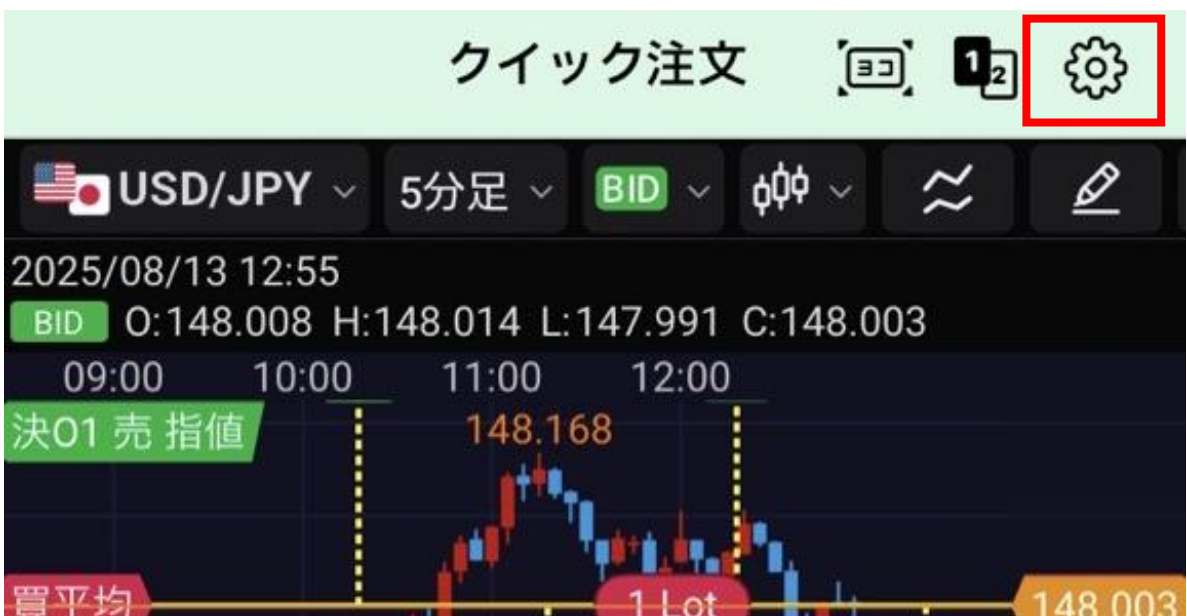 クイック注文 ヨコ 1 2
USD/JPY 5分足 BID
2025/08/13 12:55
BID O:148.008 H:148.014 L:147.991 C:148.003
09:00 10:00 11:00 12:00
決01 売 指値 148.168
買平均 1 Lot 148.003